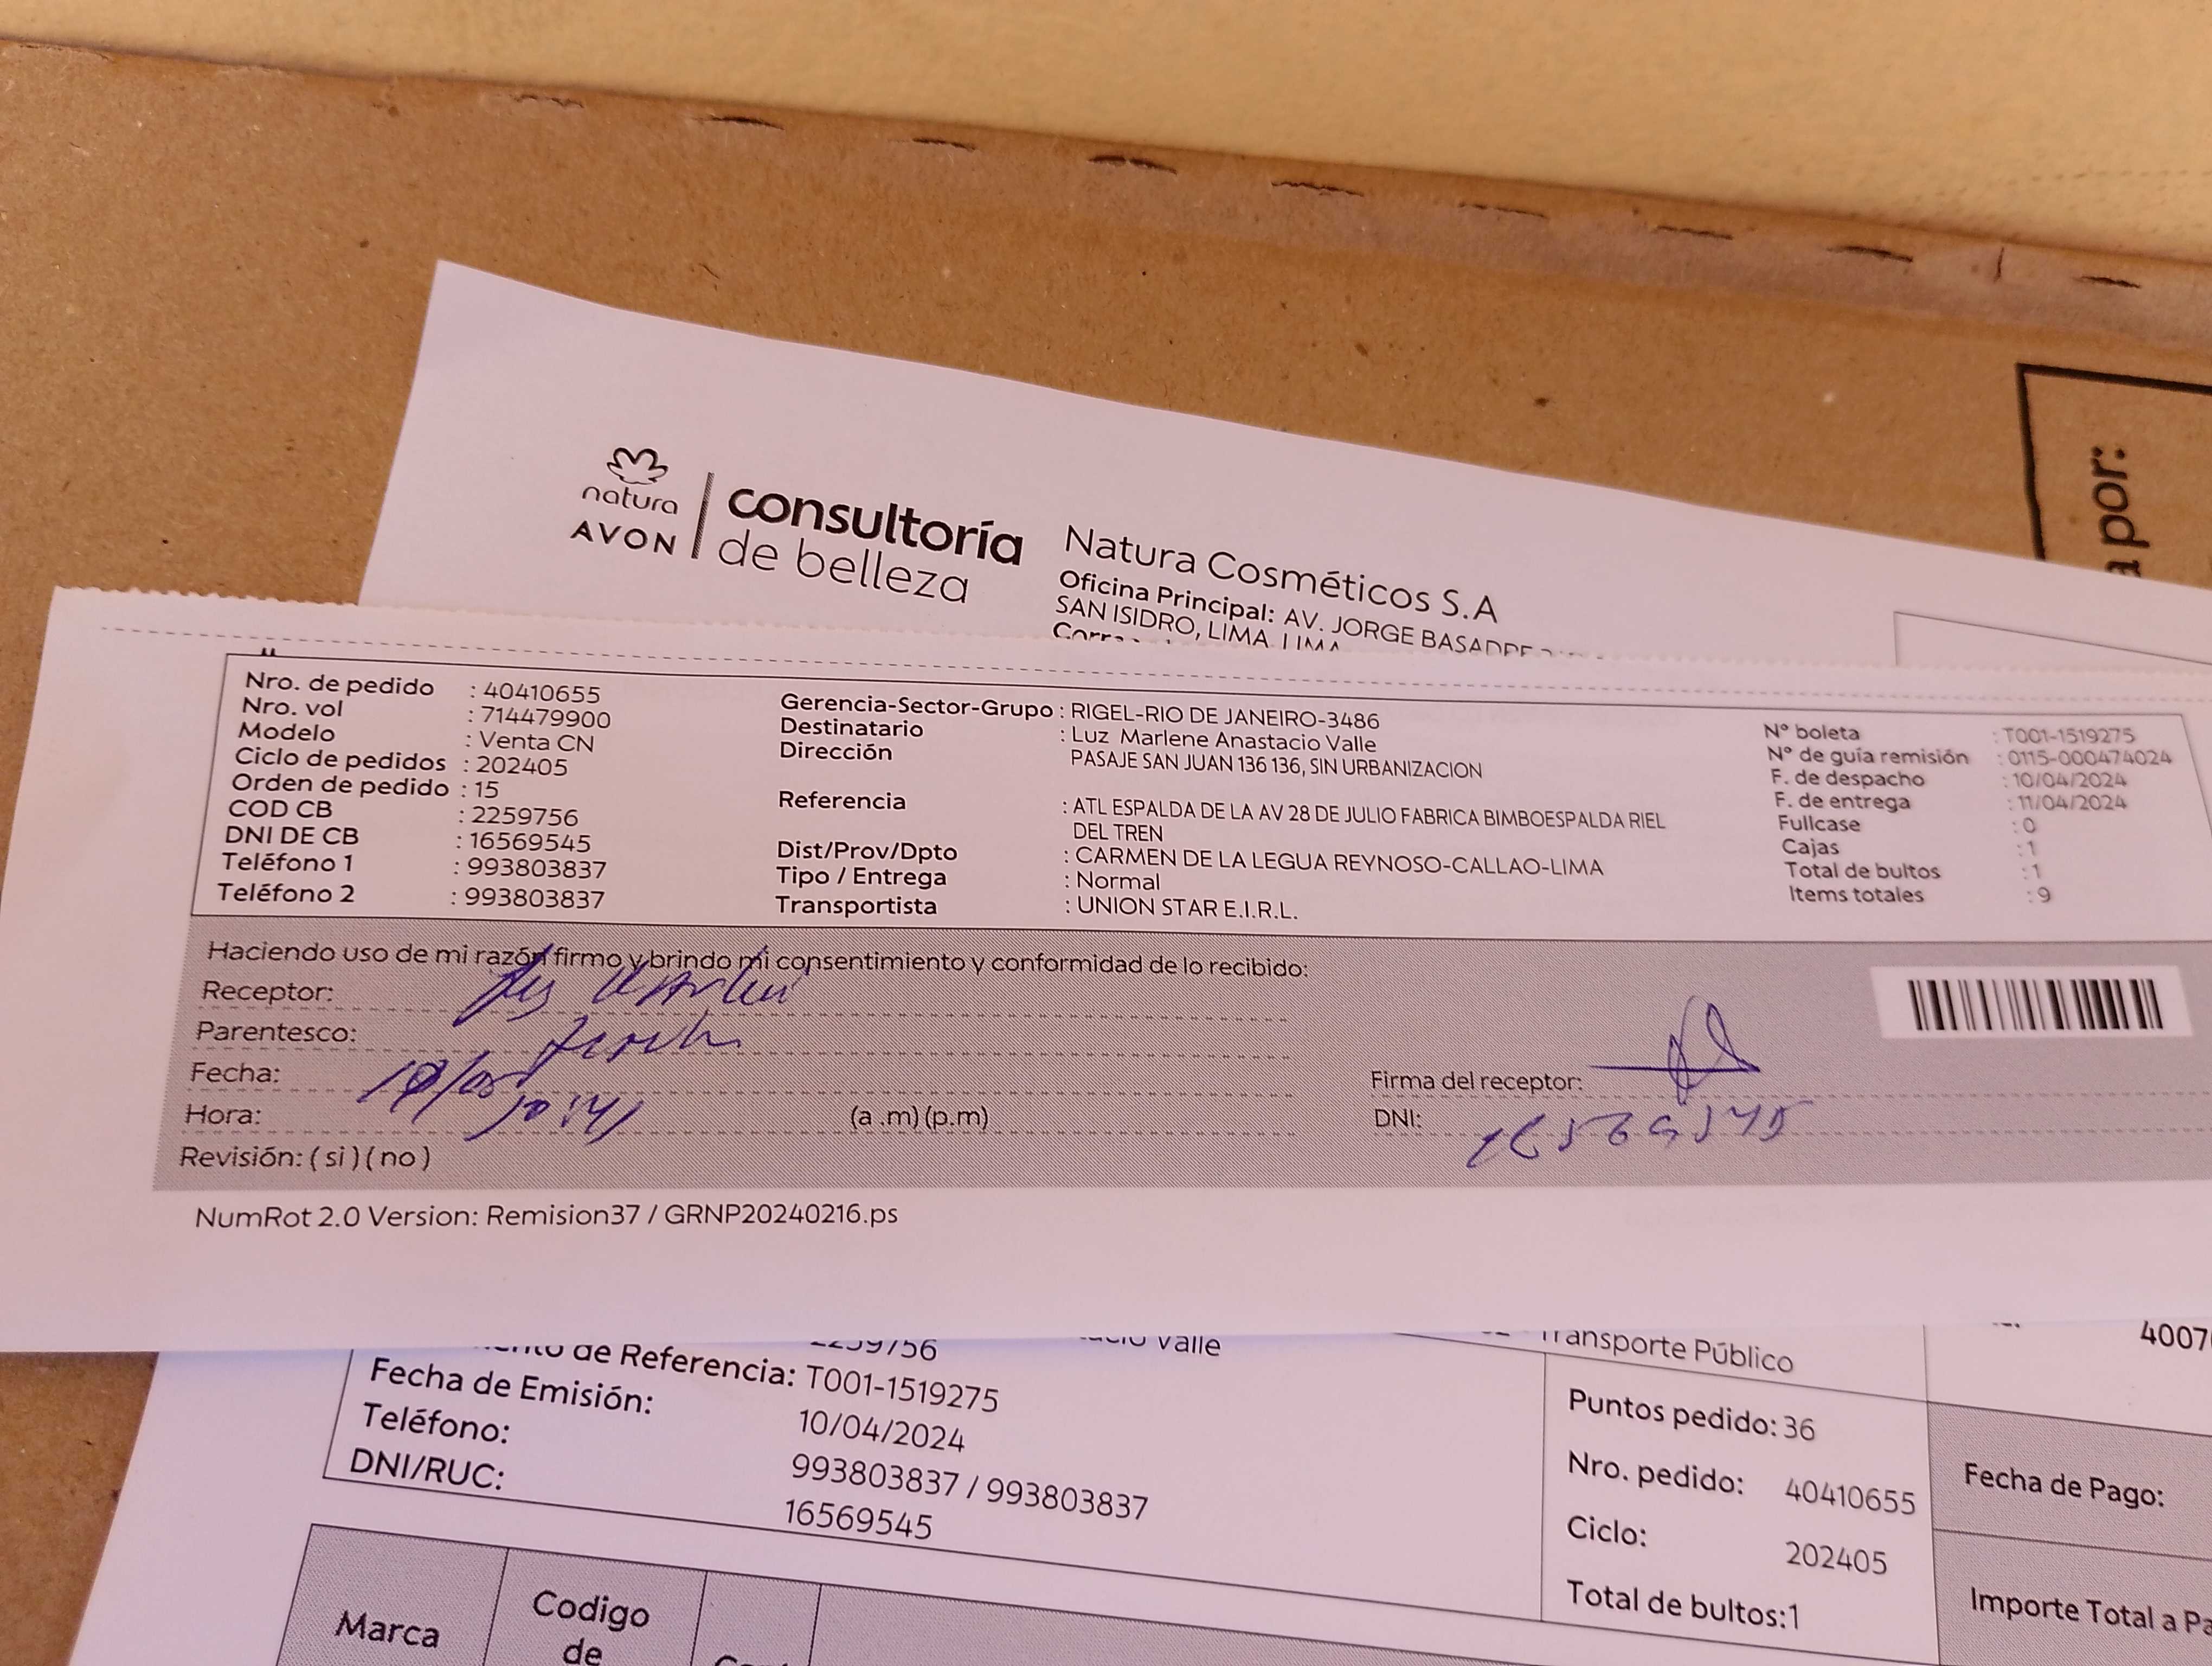 a por:
natura
AVON
consultoría
de belleza
Natura Cosméticos S.A
Oficina Principal: AV. JORGE BASADRE
SAN ISIDRO, LIMA, LIMA
Nro. de pedido : 40410655
Nro. vol : 714479900
Modelo : Venta CN
Ciclo de pedidos : 202405
Orden de pedido : 15
COD CB : 2259756
DNI DE CB : 16569545
Teléfono 1 : 993803837
Teléfono 2 : 993803837
Gerencia-Sector-Grupo : RIGEL-RIO DE JANEIRO-3486
Destinatario : Luz Marlene Anastacio Valle
Dirección PASAJE SAN JUAN 136 136, SIN URBANIZACION
Referencia : ATL ESPALDA DE LA AV 28 DE JULIO FABRICA BIMBOESPALDA RIEL
DEL TREN
Dist/Prov/Dpto : CARMEN DE LA LEGUA REYNOSO-CALLAO-LIMA
Tipo / Entrega : Normal
Transportista : UNION STAR E.I.R.L.
N° boleta : T001-1519275
N° de guía remisión : 0115-000474024
F. de despacho : 10/04/2024
F. de entrega : 11/04/2024
Fullcase : 0
Cajas : 1
Total de bultos : 1
Items totales : 9
Haciendo uso de mi razón firmo y brindo mi consentimiento y conformidad de lo recibido:
Receptor:
Parentesco:
Fecha:
Hora: (a .m) (p.m)
Revisión: ( si ) ( no )
Firma del receptor:
DNI: 16569545
NumRot 2.0 Version: Remision37 / GRNP20240216.ps
2259756
Valle
de Referencia: T001-1519275
Fecha de Emisión: 10/04/2024
Teléfono: 993803837 / 993803837
DNI/RUC: 16569545
Transporte Público
Puntos pedido: 36
Nro. pedido: 40410655
Ciclo: 202405
Total de bultos:1
4007
Fecha de Pago:
Importe Total a Pa
Marca
Codigo
de